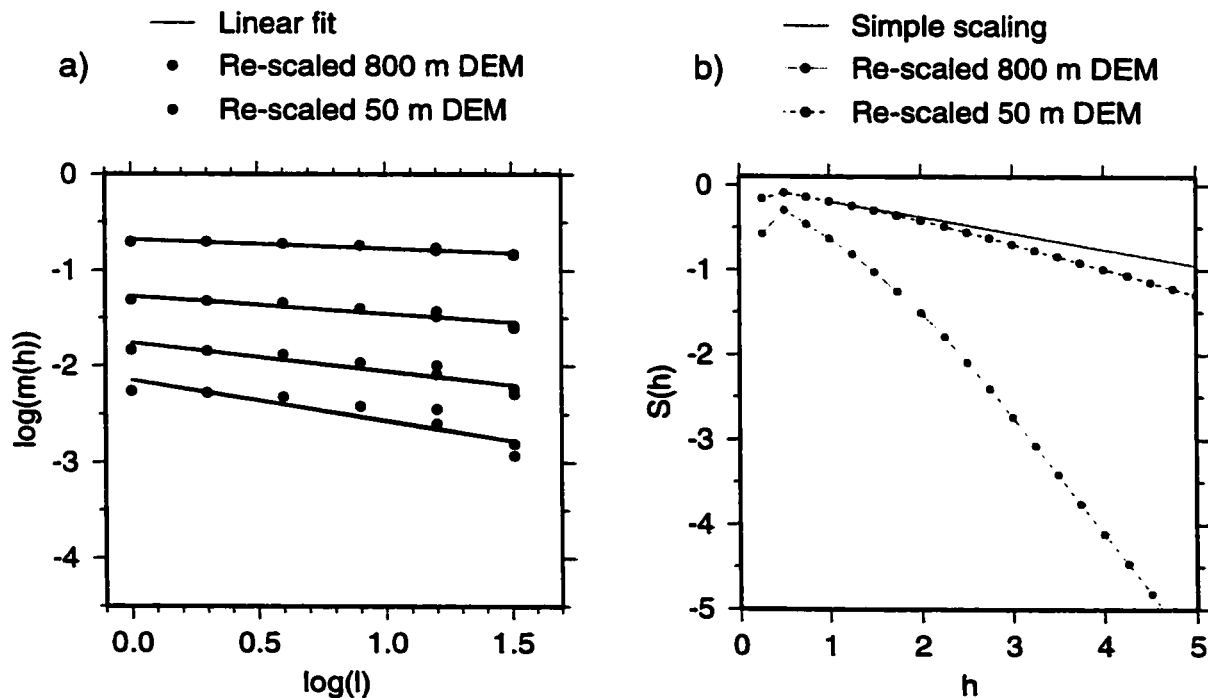 a)
Linear fit
Re-scaled 800 m DEM
Re-scaled 50 m DEM
0
-1
-2
-3
-4
log(m(h))
0.0 0.5 1.0 1.5
log(l)
b)
Simple scaling
Re-scaled 800 m DEM
Re-scaled 50 m DEM
0
-1
-2
-3
-4
-5
S(h)
0 1 2 3 4 5
h